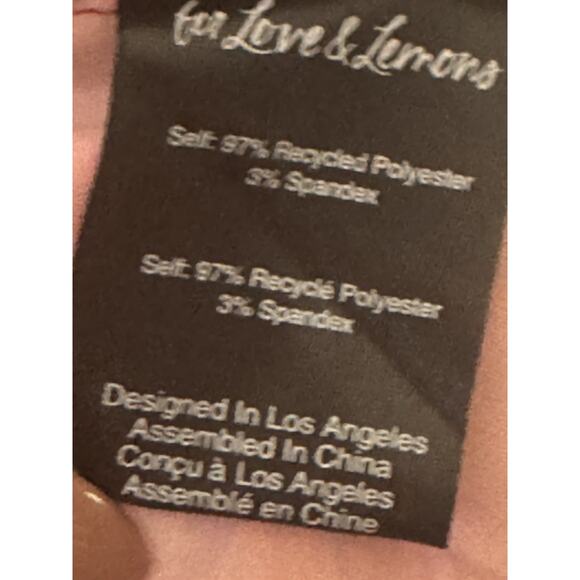 for Love & Lemons
Self: 97% Recycled Polyester
3% Spandex
Self: 97% Recyclé Polyester
3% Spandex
Designed In Los Angeles
Assembled In China
Conçu à Los Angeles
Assemblé en Chine